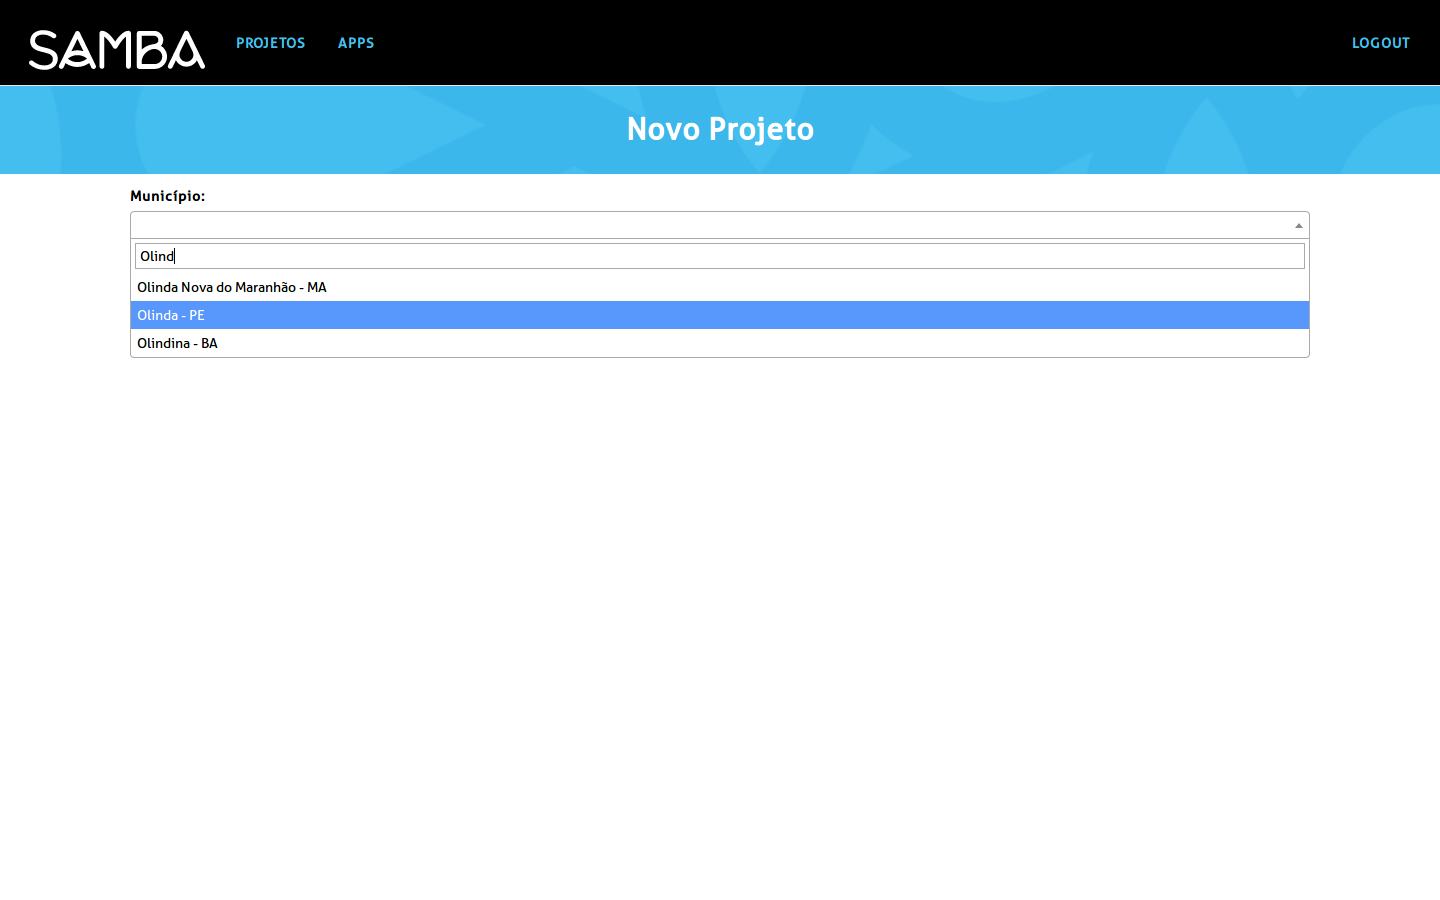 SAMBA PROJETOS APPS LOGOUT
Novo Projeto
Município:
Olind
Olinda Nova do Maranhão - MA
Olinda - PE
Olindina - BA